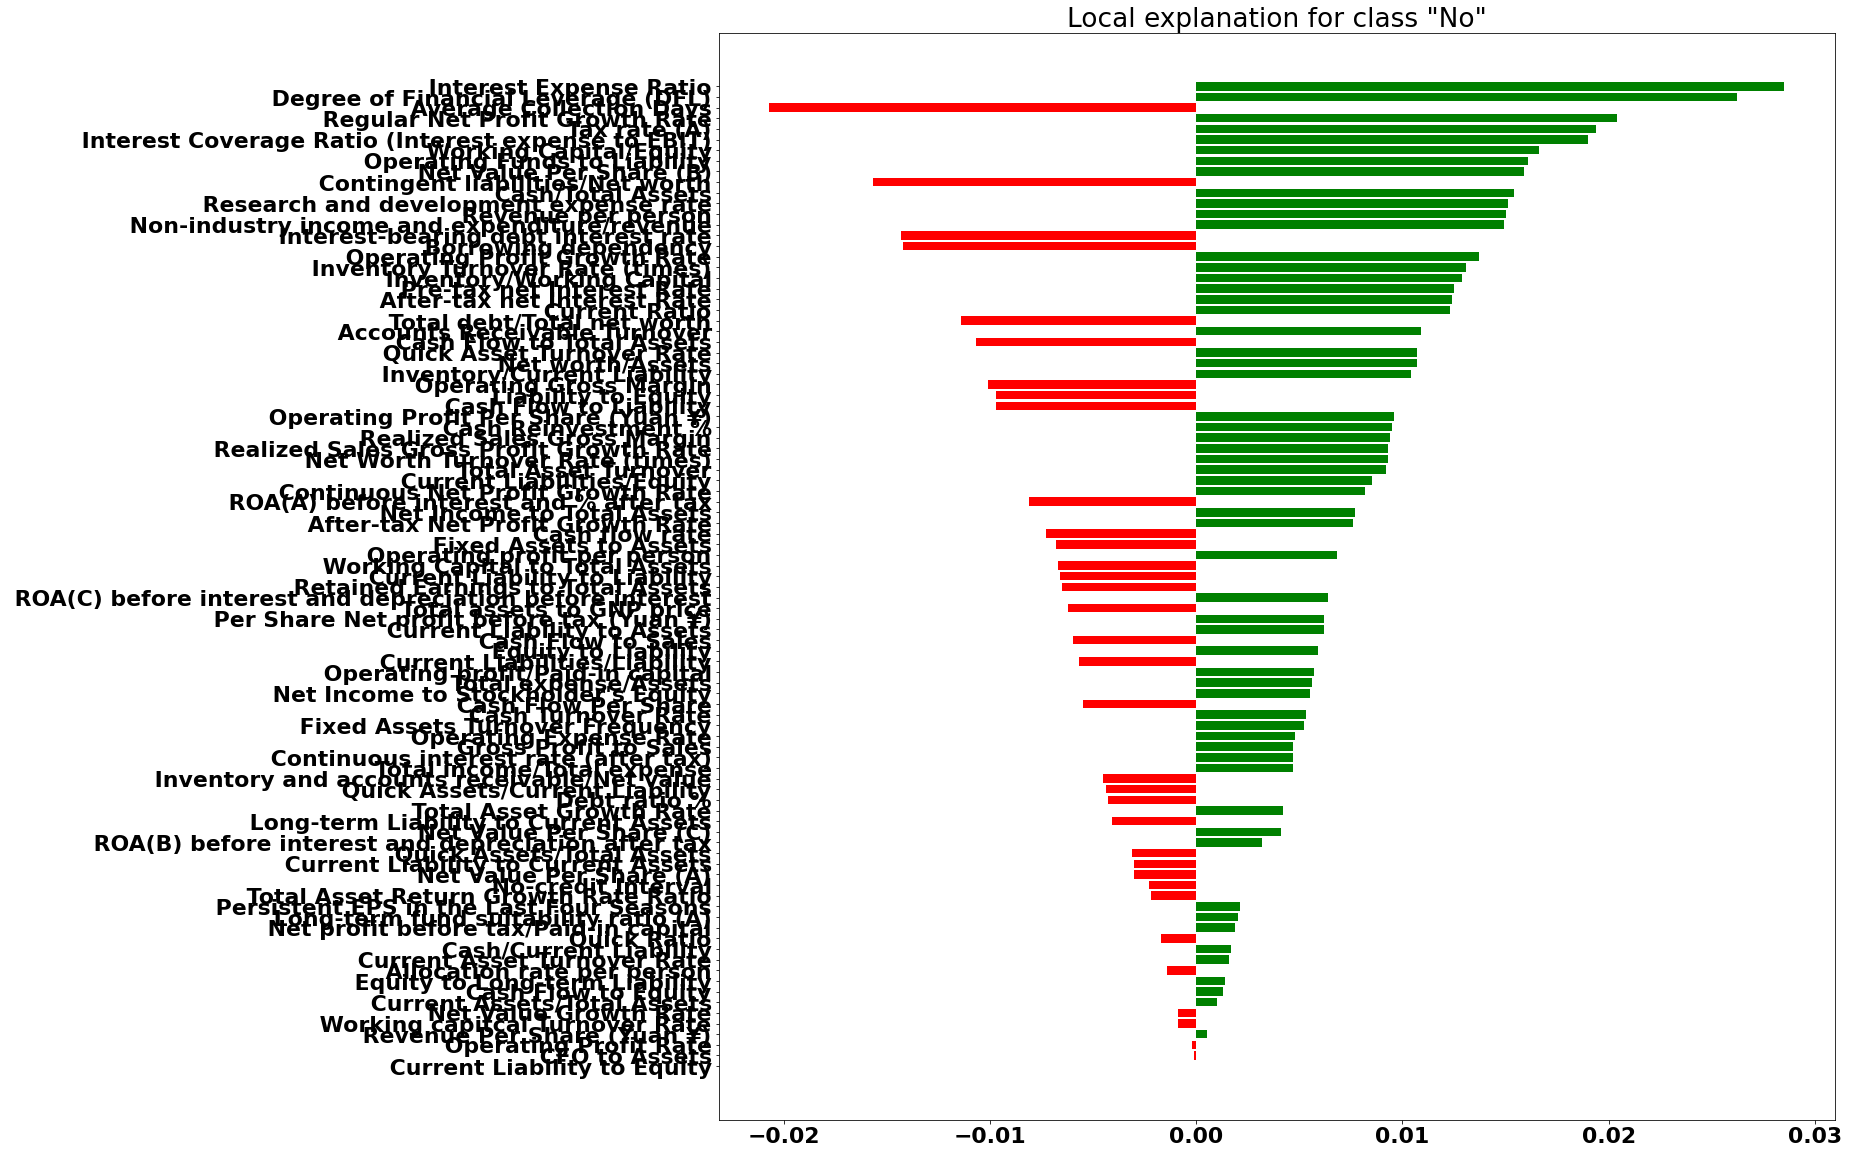 Local explanation for class "No"
Interest Expense Ratio
Degree of Financial Leverage (DFL)
Average Collection Days
Regular Net Profit Growth Rate
Tax rate (A)
Interest Coverage Ratio (Interest expense to EBIT)
Working Capital/Equity
Operating Funds to Liability
Net Value Per Share (B)
Contingent liabilities/Net worth
Cash/Total Assets
Research and development expense rate
Revenue per person
Non-industry income and expenditure/revenue
Interest-bearing debt interest rate
Borrowing dependency
Operating Profit Growth Rate
Inventory Turnover Rate (times)
Inventory/Working Capital
Pre-tax net Interest Rate
After-tax net Interest Rate
Current Ratio
Total debt/Total net worth
Accounts Receivable Turnover
Cash Flow to Total Assets
Quick Asset Turnover Rate
Net worth/Assets
Inventory/Current Liability
Operating Gross Margin
Liability to Equity
Cash Flow to Liability
Operating Profit Per Share (Yuan ¥)
Cash Reinvestment %
Realized Sales Gross Margin
Realized Sales Gross Profit Growth Rate
Net Worth Turnover Rate (times)
Total Asset Turnover
Current Liabilities/Equity
Continuous Net Profit Growth Rate
ROA(A) before interest and % after tax
Net Income to Total Assets
After-tax Net Profit Growth Rate
Cash flow rate
Fixed Assets to Assets
Operating profit per person
Working Capital to Total Assets
Current Liability to Liability
Retained Earnings to Total Assets
ROA(C) before interest and depreciation before interest
Total assets to GNP price
Per Share Net profit before tax (Yuan ¥)
Current Liability to Assets
Cash Flow to Sales
Equity to Liability
Current Liabilities/Liability
Operating profit/Paid-in capital
Total expense/Assets
Net Income to Stockholder's Equity
Cash Flow Per Share
Cash Turnover Rate
Fixed Assets Turnover Frequency
Operating Expense Rate
Gross Profit to Sales
Continuous interest rate (after tax)
Total income/Total expense
Inventory and accounts receivable/Net value
Quick Assets/Current Liability
Debt ratio %
Total Asset Growth Rate
Long-term Liability to Current Assets
Net Value Per Share (C)
ROA(B) before interest and depreciation after tax
Quick Assets/Total Assets
Current Liability to Current Assets
Net Value Per Share (A)
No-credit Interval
Total Asset Return Growth Rate Ratio
Persistent EPS in the Last Four Seasons
Long-term fund suitability ratio (A)
Net profit before tax/Paid-in capital
Quick Ratio
Cash/Current Liability
Current Asset Turnover Rate
Allocation rate per person
Equity to Long-term Liability
Cash Flow to Equity
Current Assets/Total Assets
Net Value Growth Rate
Working capitcal Turnover Rate
Revenue Per Share (Yuan ¥)
Operating Profit Rate
CFO to Assets
Current Liability to Equity
−0.02
−0.01
0.00
0.01
0.02
0.03